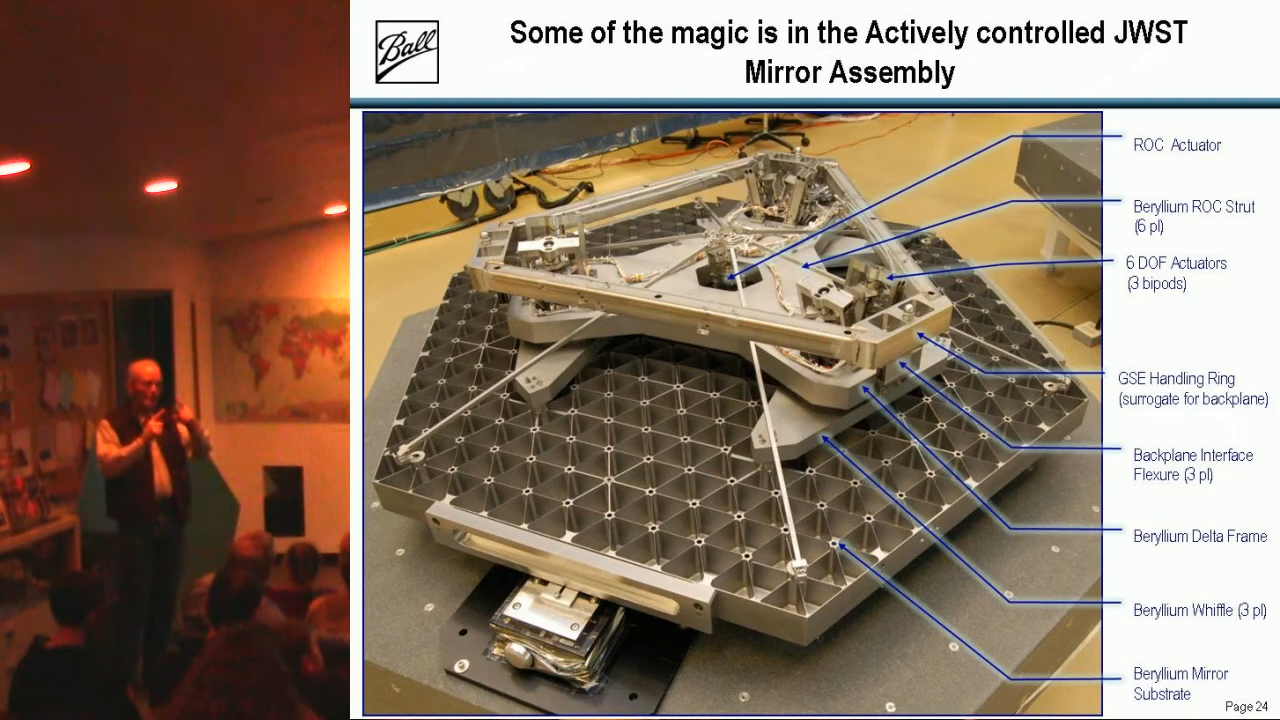 Ball
Some of the magic is in the Actively controlled JWST
Mirror Assembly
ROC Actuator
Beryllium ROC Strut
(6 pl)
6 DOF Actuators
(3 bipods)
GSE Handling Ring
(surrogate for backplane)
Backplane Interface
Flexure (3 pl)
Beryllium Delta Frame
Beryllium Whiffle (3 pl)
Beryllium Mirror
Substrate
Page 24